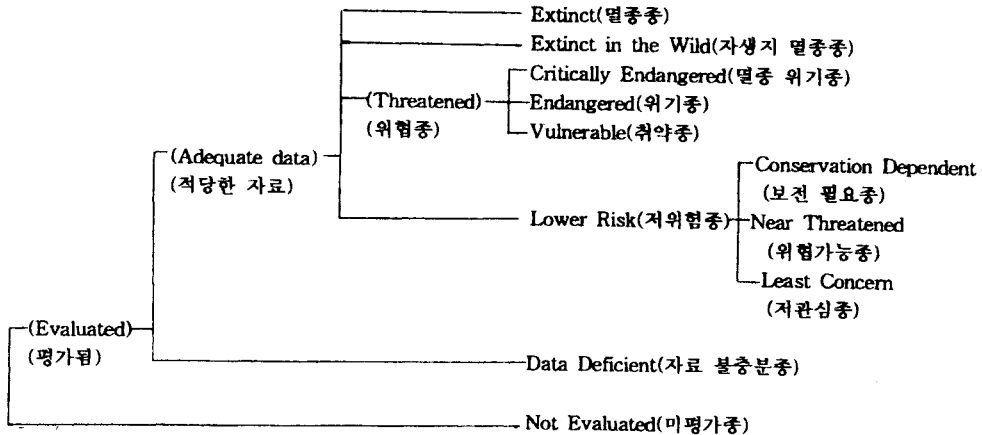 Extinct(멸종종)
Extinct in the Wild(자생지 멸종종)
Critically Endangered(멸종 위기종)
(Threatened)
Endangered(위기종)
(위협종)
Vulnerable(취약종)
(Adequate data)
(적당한 자료)
Conservation Dependent
(보전 필요종)
Lower Risk(저위험종)
Near Threatened
(위협가능종)
Least Concern
(저관심종)
(Evaluated)
(평가됨)
Data Deficient(자료 불충분종)
Not Evaluated(미평가종)